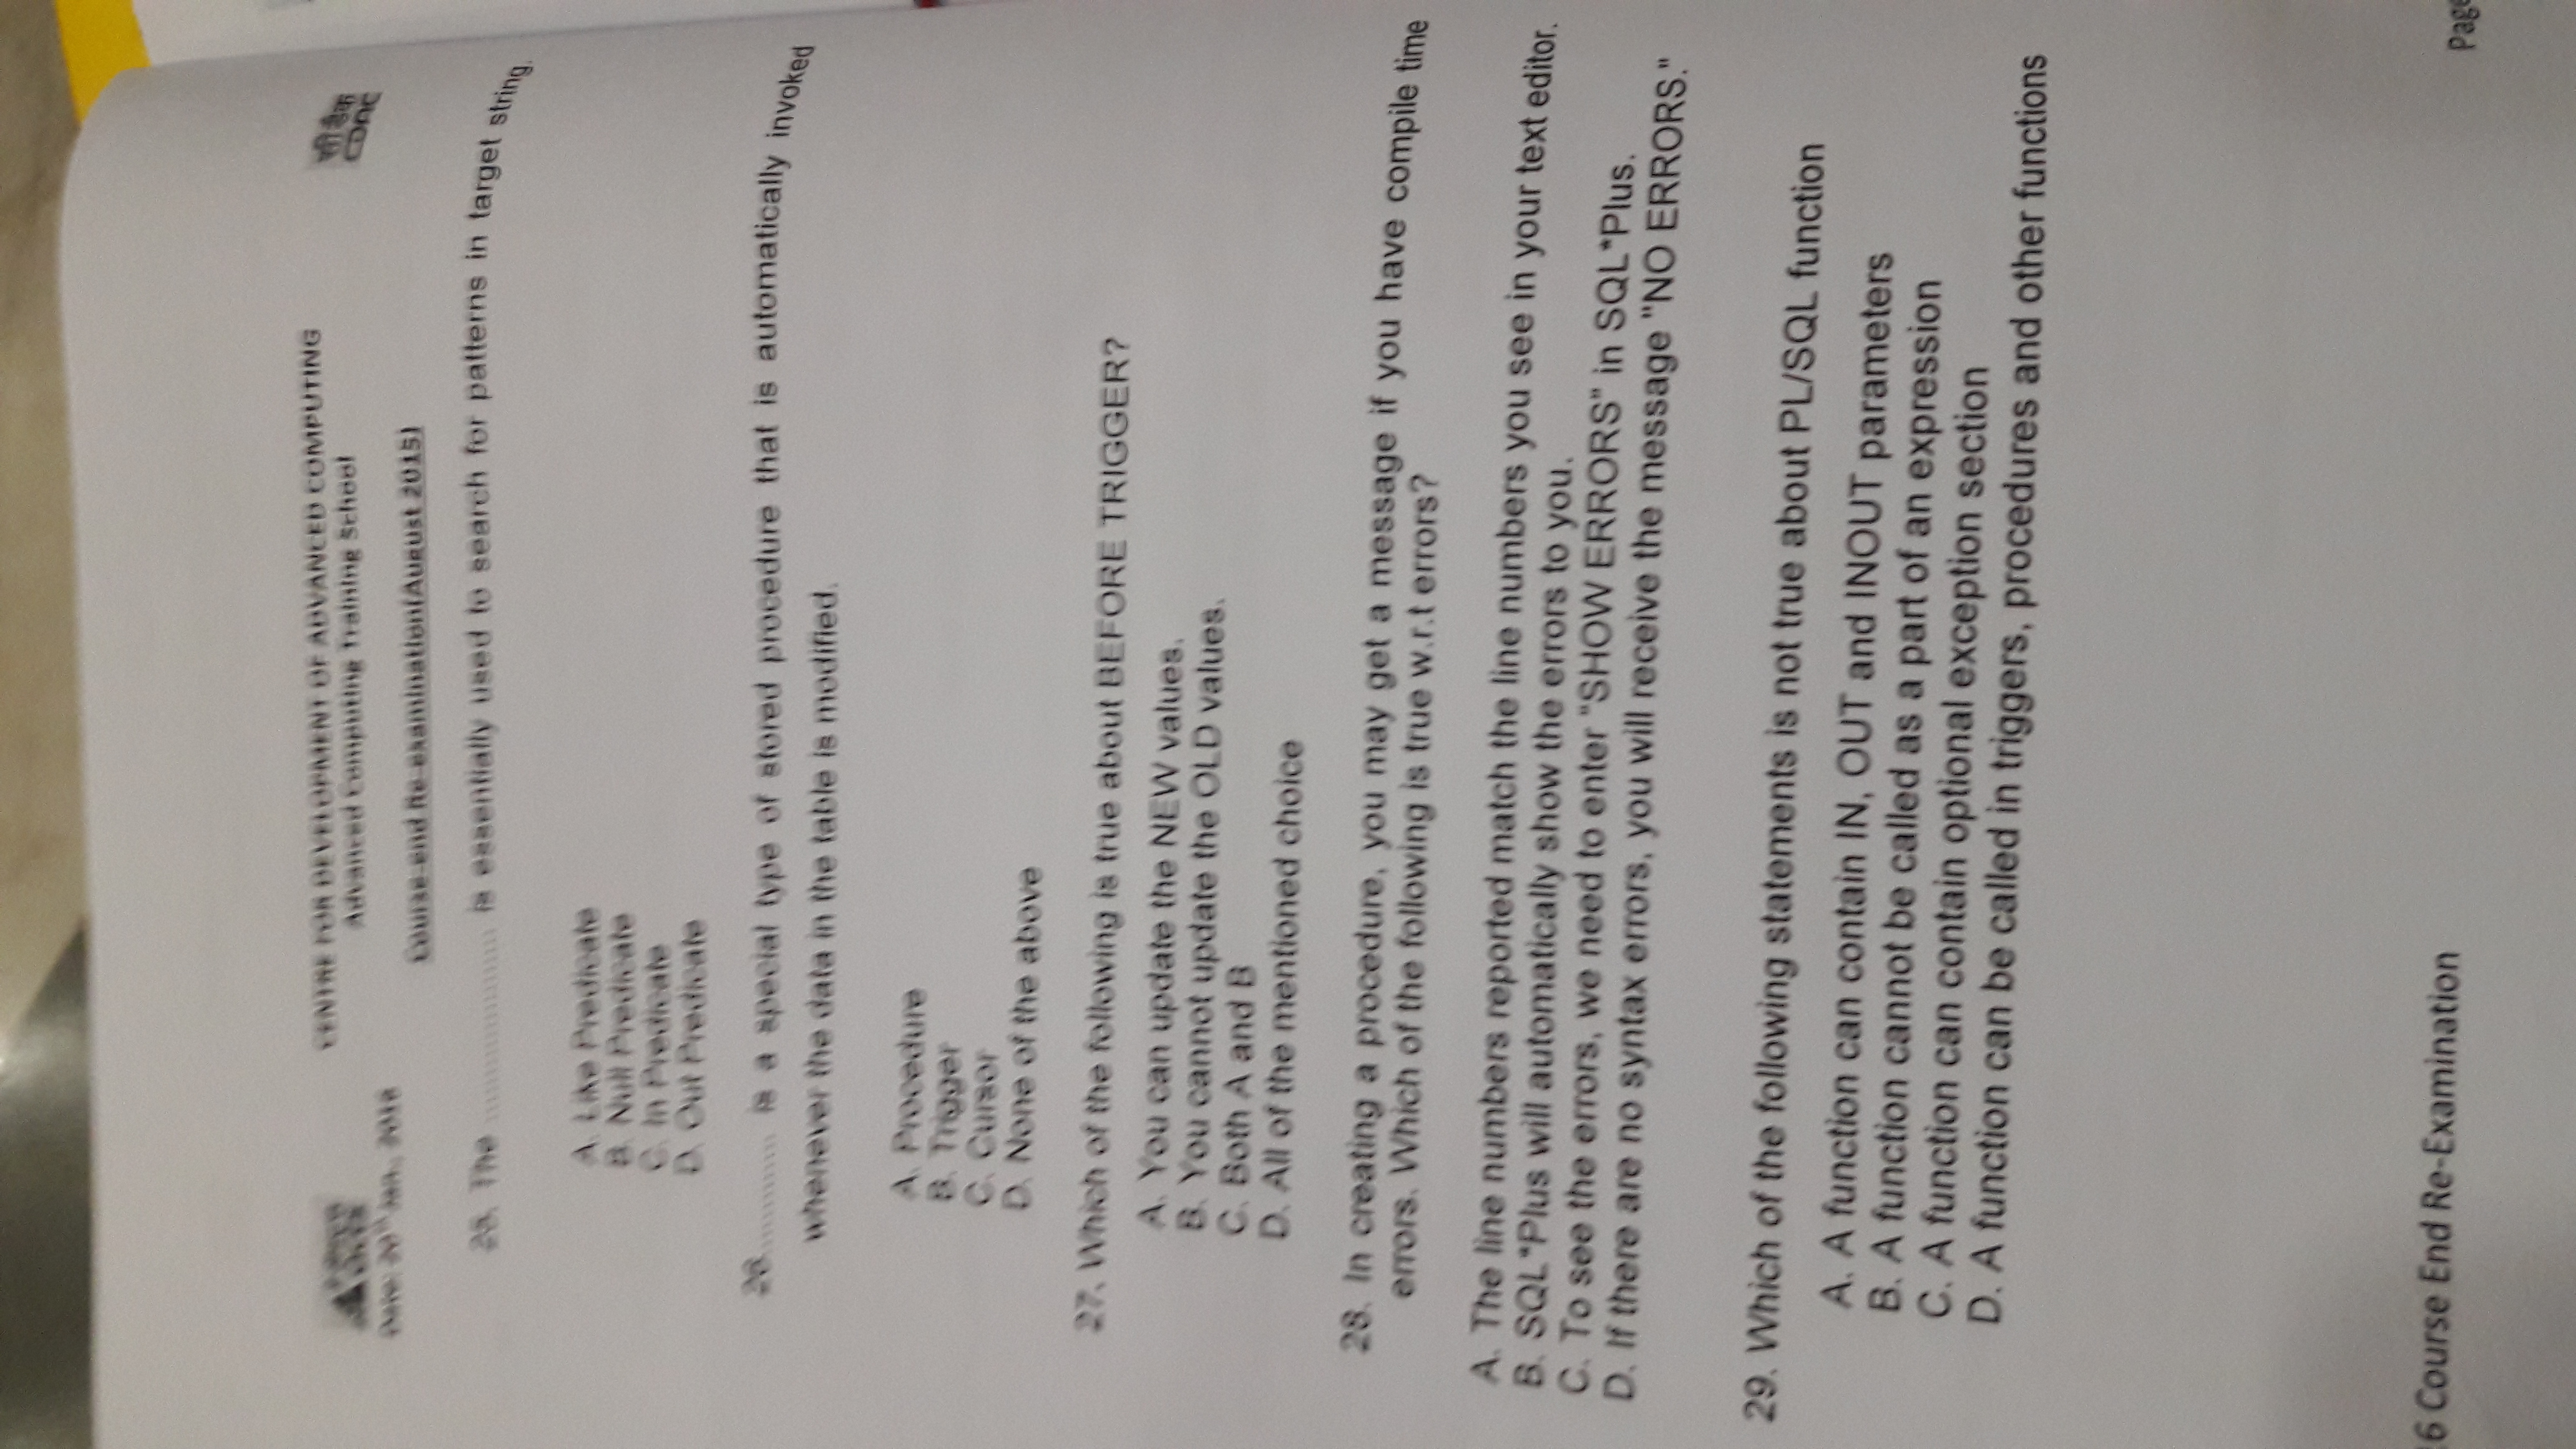 CENTRE FOR DEVELOPMENT OF ADVANCED COMPUTING
Advanced Computing Training School
सी डैक
CDAC
Date: 20th Jan., 2016
Course-end Re-examination(August 2015)
25. The ...................... is essentially used to search for patterns in target string.
A. Like Predicate
B. Null Predicate
C. In Predicate
D. Out Predicate
26............. is a special type of stored procedure that is automatically invoked
whenever the data in the table is modified.
A. Procedure
B. Trigger
C. Cursor
D. None of the above
27. Which of the following is true about BEFORE TRIGGER?
A. You can update the NEW values.
B. You cannot update the OLD values.
C. Both A and B
D. All of the mentioned choice
28. In creating a procedure, you may get a message if you have compile time
errors. Which of the following is true w.r.t errors?
A. The line numbers reported match the line numbers you see in your text editor.
B. SQL*Plus will automatically show the errors to you.
C. To see the errors, we need to enter "SHOW ERRORS" in SQL*Plus.
D. If there are no syntax errors, you will receive the message "NO ERRORS."
29. Which of the following statements is not true about PL/SQL function
A. A function can contain IN, OUT and INOUT parameters
B. A function cannot be called as a part of an expression
C. A function can contain optional exception section
D. A function can be called in triggers, procedures and other functions
6 Course End Re-Examination
Page